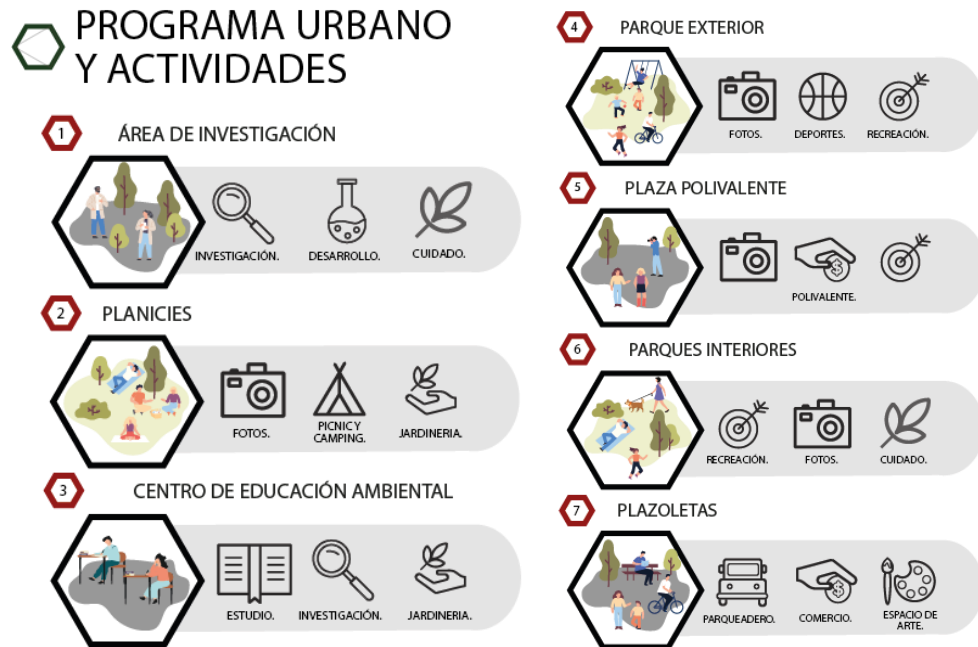 PROGRAMA URBANO
Y ACTIVIDADES
1
ÁREA DE INVESTIGACIÓN
INVESTIGACIÓN.
DESARROLLO.
CUIDADO.
2
PLANICIES
FOTOS.
PICNIC Y
CAMPING.
JARDINERIA.
3
CENTRO DE EDUCACIÓN AMBIENTAL
ESTUDIO.
INVESTIGACIÓN.
JARDINERIA.
4
PARQUE EXTERIOR
FOTOS.
DEPORTES.
RECREACIÓN.
5
PLAZA POLIVALENTE
$
POLIVALENTE.
6
PARQUES INTERIORES
RECREACIÓN.
FOTOS.
CUIDADO.
7
PLAZOLETAS
$
PARQUEADERO.
COMERCIO.
ESPACIO DE
ARTE.